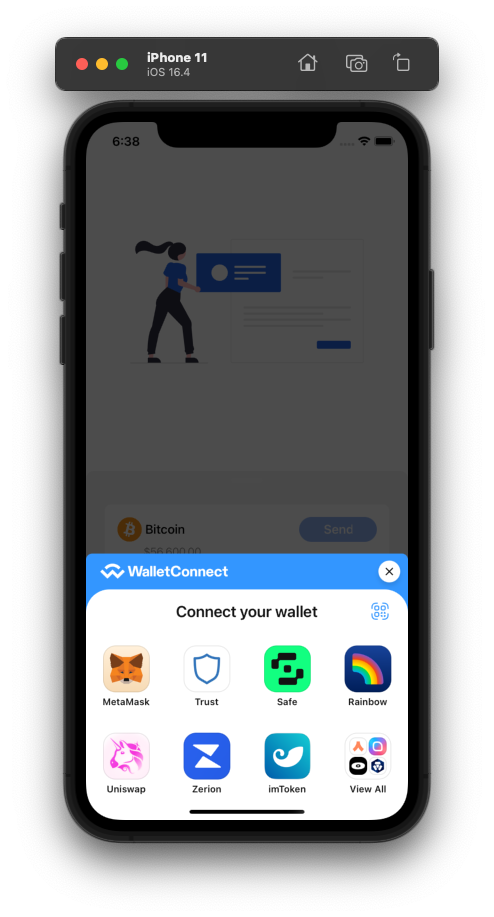 iPhone 11
iOS 16.4
6:38
Bitcoin
Send
$56,600.00
WalletConnect
Connect your wallet
MetaMask
Trust
Safe
Rainbow
Uniswap
Zerion
imToken
View All